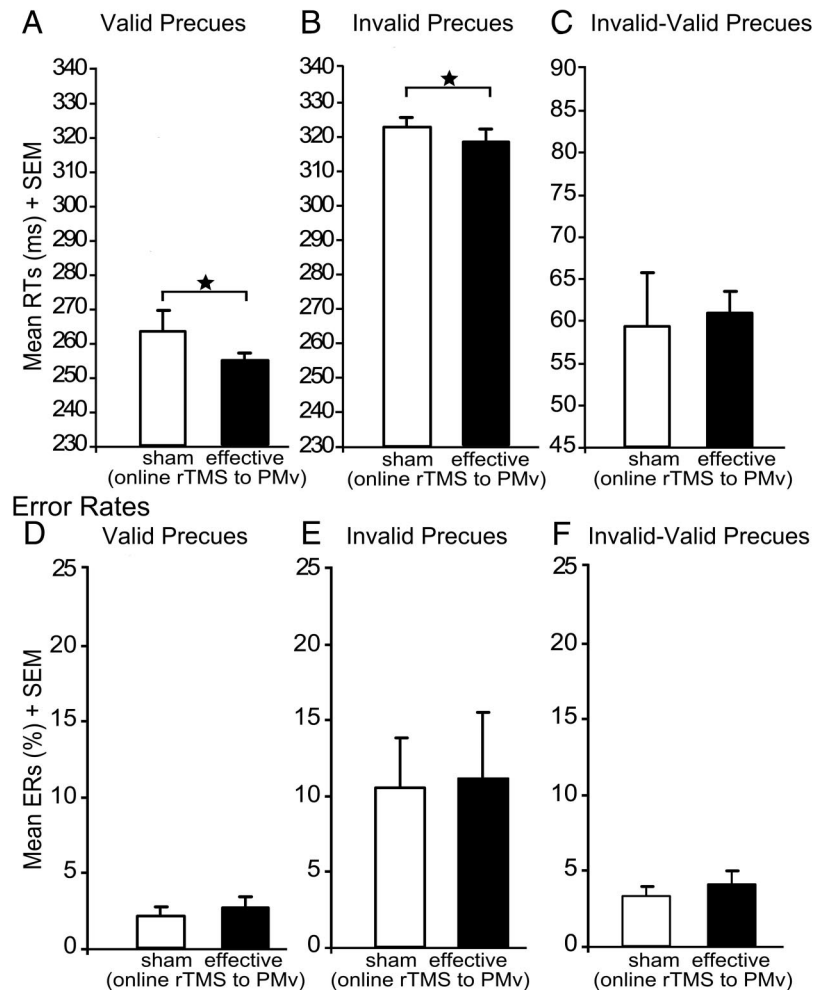 A Valid Precues
B Invalid Precues
C Invalid-Valid Precues
Mean RTs (ms) + SEM
340
330
320
310
300
290
280
270
260
250
240
230
340
330
320
310
300
290
280
270
260
250
240
230
90
85
80
75
70
65
60
55
50
45
★
★
sham effective
(online rTMS to PMv)
sham effective
(online rTMS to PMv)
sham effective
(online rTMS to PMv)
Error Rates
D Valid Precues
E Invalid Precues
F Invalid-Valid Precues
Mean ERs (%) + SEM
25
20
15
10
5
0
25
20
15
10
5
0
25
20
15
10
5
0
sham effective
(online rTMS to PMv)
sham effective
(online rTMS to PMv)
sham effective
(online rTMS to PMv)